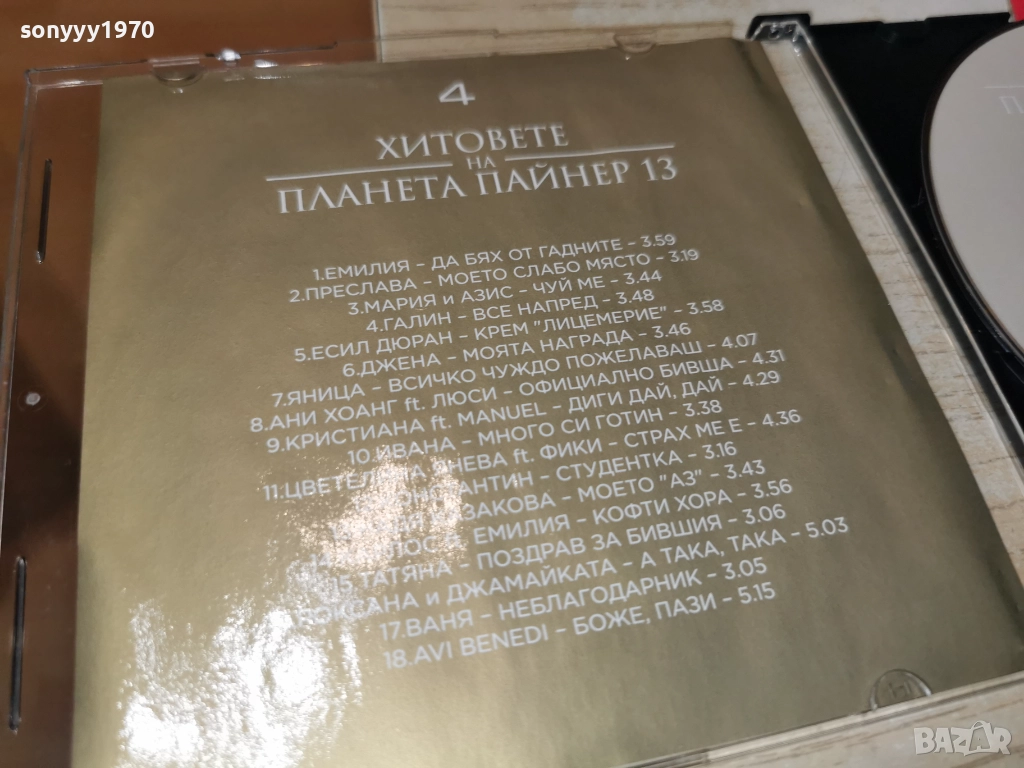 sonyyy1970
4
ХИТОВЕТЕ
НА
ПЛАНЕТА ПАЙНЕР 13
1.ЕМИЛИЯ - ДА БЯХ ОТ ГАДНИТЕ - 3.59
2.ПРЕСЛАВА - МОЕТО СЛАБО МЯСТО - 3.19
3.МАРИЯ и АЗИС - ЧУЙ МЕ - 3.44
4.ГАЛИН - ВСЕ НАПРЕД - 3.48
5.ЕСИЛ ДЮРАН - КРЕМ "ЛИЦЕМЕРИЕ" - 3.58
6.ДЖЕНА - МОЯТА НАГРАДА - 3.46
7.ЯНИЦА - ВСИЧКО ЧУЖДО ПОЖЕЛАВАШ - 4.07
8.АНИ ХОАНГ ft. ЛЮСИ - ОФИЦИАЛНО БИВША - 4.31
9.КРИСТИАНА ft. MANUEL - ДИГИ ДАЙ, ДАЙ - 4.29
10.ИВАНА - МНОГО СИ ГОТИН - 3.38
ft. ФИКИ - СТРАХ МЕ Е - 4.36
- СТУДЕНТКА - 3.16
- МОЕТО "АЗ" - 3.43
ЕМИЛИЯ - КОФТИ ХОРА - 3.56
15.ТАТЯНА - ПОЗДРАВ ЗА БИВШИЯ - 3.06
и ДЖАМАЙКАТА - А ТАКА, ТАКА - 5.03
17.ВАНЯ - НЕБЛАГОДАРНИК - 3.05
18.AVI BENEDI - БОЖЕ, ПАЗИ - 5.15
BAZAR